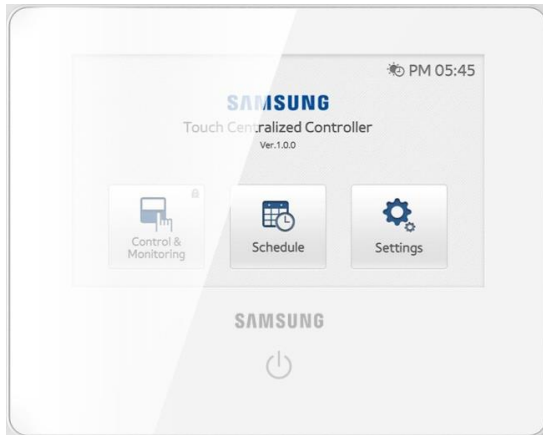 PM 05:45
SAMSUNG
Touch Centralized Controller
Ver.1.0.0
Control &
Monitoring
Schedule
Settings
SAMSUNG